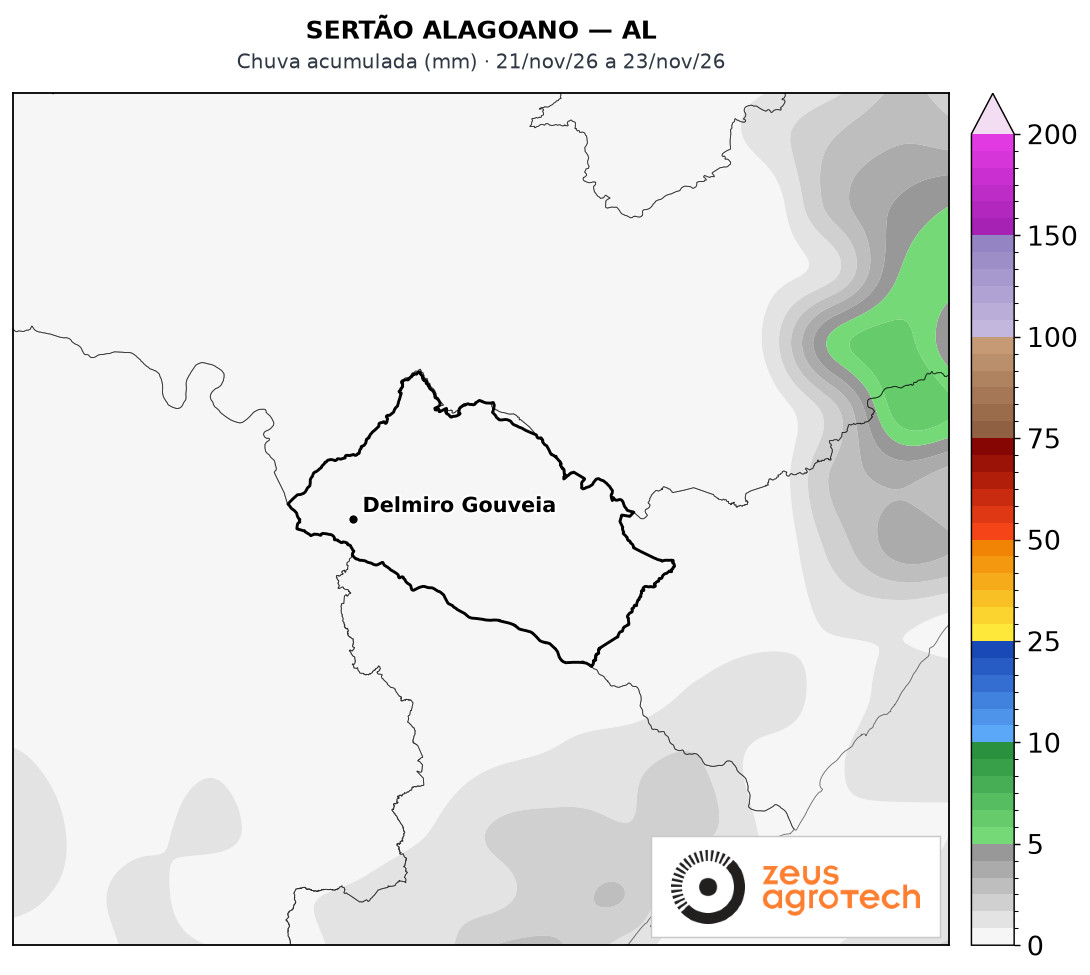 SERTÃO ALAGOANO — AL
Chuva acumulada (mm) · 21/nov/26 a 23/nov/26
200
150
100
75
50
25
10
5
0
Delmiro Gouveia
zeus
agrotech